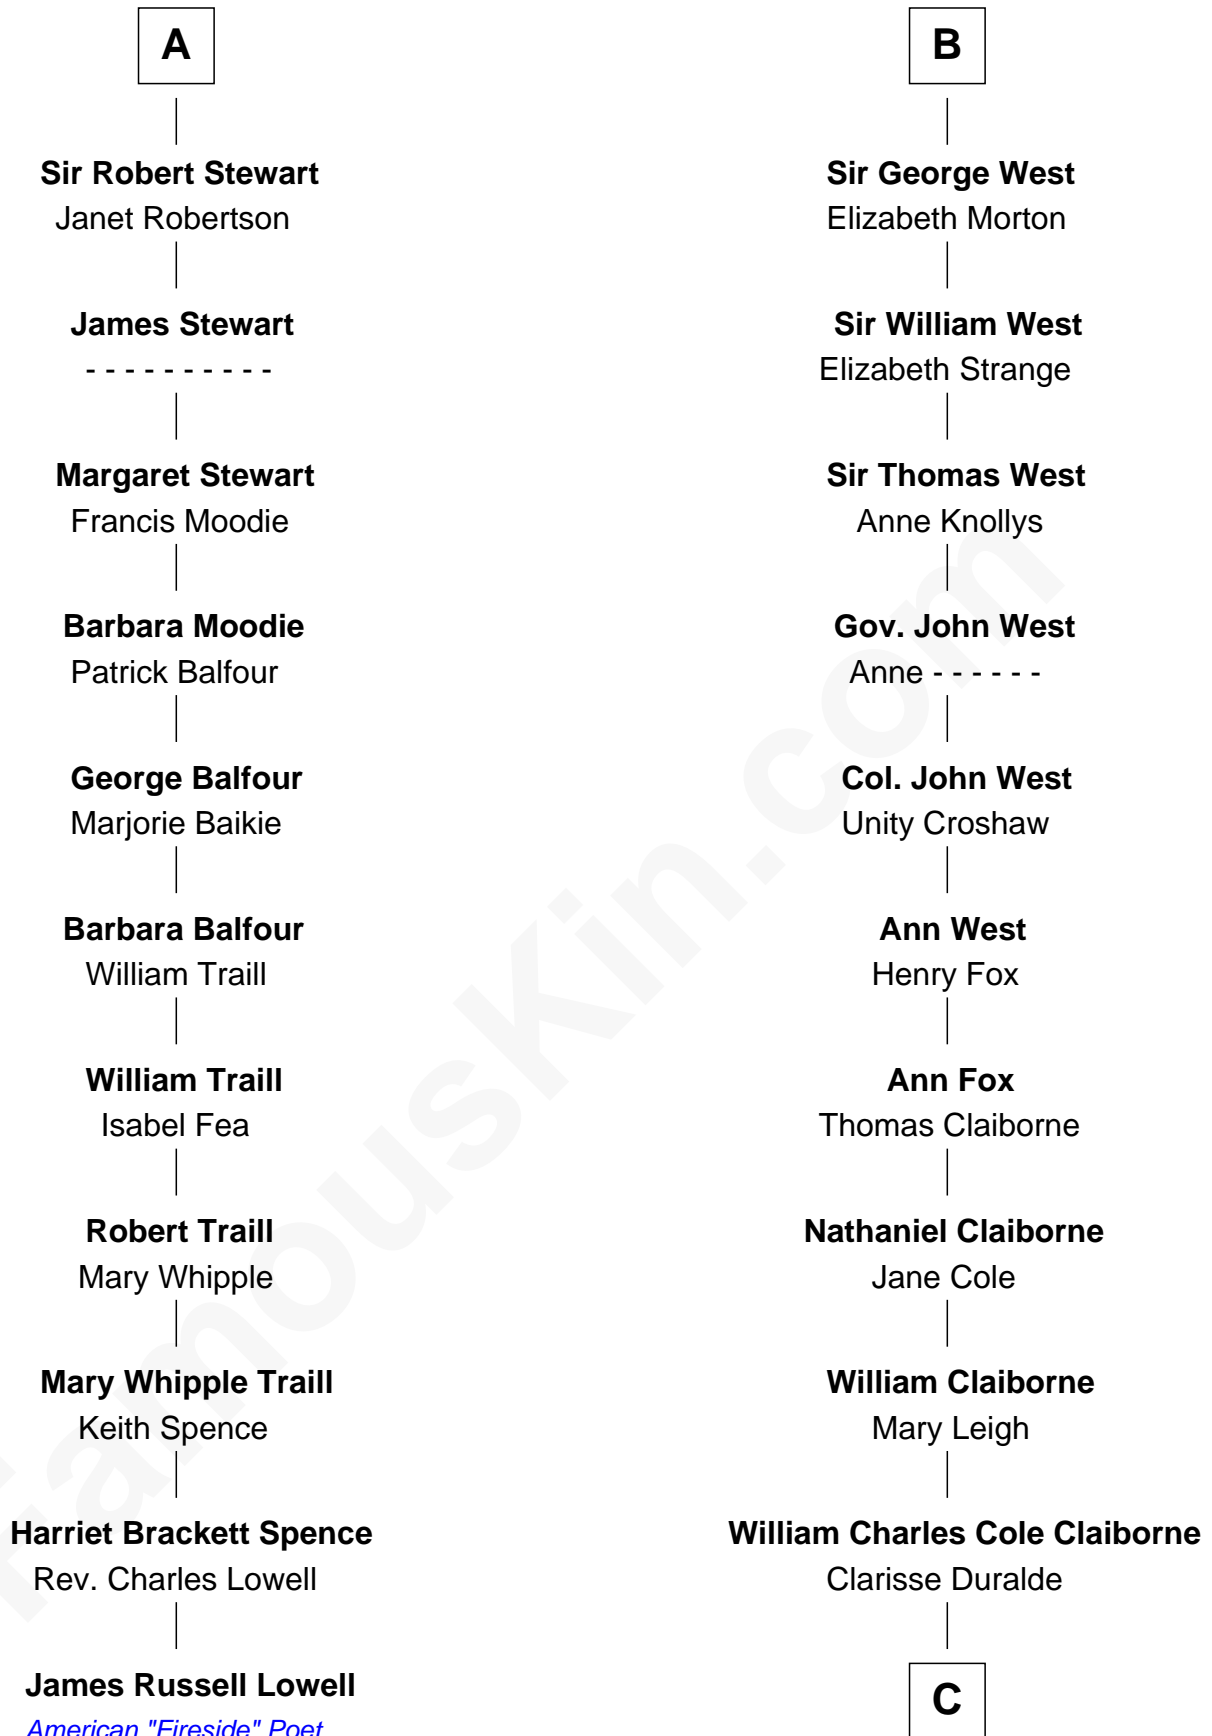 A
Sir Robert Stewart
Janet Robertson
James Stewart
- - - - - - - - - -
Margaret Stewart
Francis Moodie
Barbara Moodie
Patrick Balfour
George Balfour
Marjorie Baikie
Barbara Balfour
William Traill
William Traill
Isabel Fea
Robert Traill
Mary Whipple
Mary Whipple Traill
Keith Spence
Harriet Brackett Spence
Rev. Charles Lowell
James Russell Lowell
American "Fireside" Poet
B
Sir George West
Elizabeth Morton
Sir William West
Elizabeth Strange
Sir Thomas West
Anne Knollys
Gov. John West
Anne - - - - - -
Col. John West
Unity Croshaw
Ann West
Henry Fox
Ann Fox
Thomas Claiborne
Nathaniel Claiborne
Jane Cole
William Claiborne
Mary Leigh
William Charles Cole Claiborne
Clarisse Duralde
C
FamousKin.com